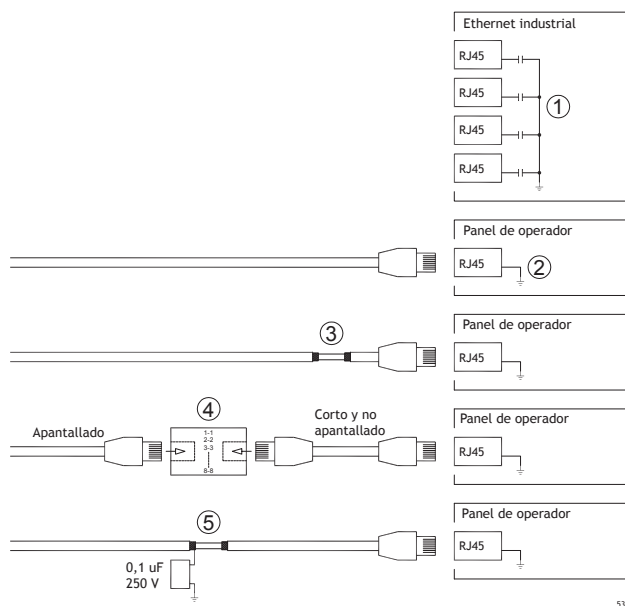 Ethernet industrial
RJ45
RJ45
1
RJ45
RJ45
Panel de operador
RJ45
2
Panel de operador
3
RJ45
Panel de operador
4
Corto y no
apantallado
Apantallado
1-1
2-2
3-3
8-8
RJ45
Panel de operador
5
RJ45
0,1 uF
250 V
53